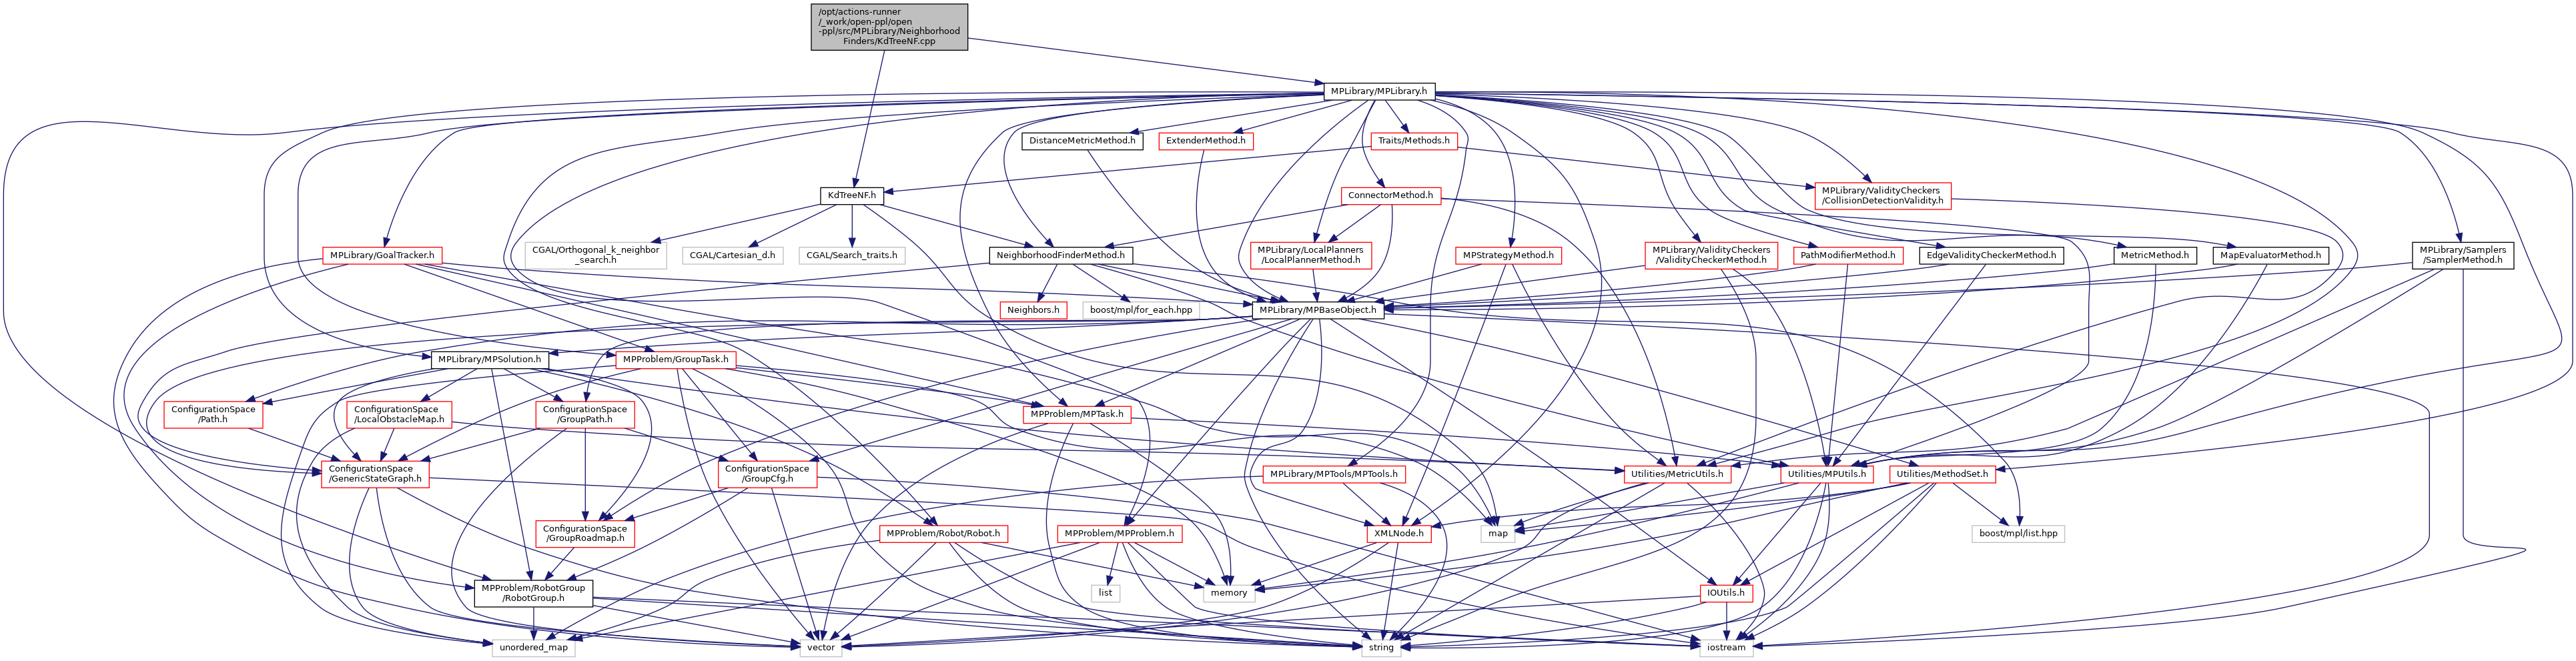 /opt/actions-runner
/_work/open-ppl/open
-ppl/src/MPLibrary/Neighborhood
Finders/KdTreeNF.cpp
MPLibrary/MPLibrary.h
DistanceMetricMethod.h
ExtenderMethod.h
Traits/Methods.h
KdTreeNF.h
ConnectorMethod.h
MPLibrary/ValidityCheckers
/CollisionDetectionValidity.h
MPLibrary/GoalTracker.h
CGAL/Orthogonal_k_neighbor
_search.h
CGAL/Cartesian_d.h
CGAL/Search_traits.h
NeighborhoodFinderMethod.h
MPLibrary/LocalPlanners
/LocalPlannerMethod.h
MPStrategyMethod.h
MPLibrary/ValidityCheckers
/ValidityCheckerMethod.h
PathModifierMethod.h
EdgeValidityCheckerMethod.h
MetricMethod.h
MapEvaluatorMethod.h
MPLibrary/Samplers
/SamplerMethod.h
Neighbors.h
boost/mpl/for_each.hpp
MPLibrary/MPBaseObject.h
MPLibrary/MPSolution.h
MPProblem/GroupTask.h
ConfigurationSpace
/Path.h
ConfigurationSpace
/LocalObstacleMap.h
ConfigurationSpace
/GroupPath.h
MPProblem/MPTask.h
ConfigurationSpace
/GenericStateGraph.h
ConfigurationSpace
/GroupCfg.h
MPLibrary/MPTools/MPTools.h
Utilities/MetricUtils.h
Utilities/MPUtils.h
Utilities/MethodSet.h
ConfigurationSpace
/GroupRoadmap.h
MPProblem/Robot/Robot.h
MPProblem/MPProblem.h
XMLNode.h
map
boost/mpl/list.hpp
MPProblem/RobotGroup
/RobotGroup.h
list
memory
IOUtils.h
unordered_map
vector
string
iostream